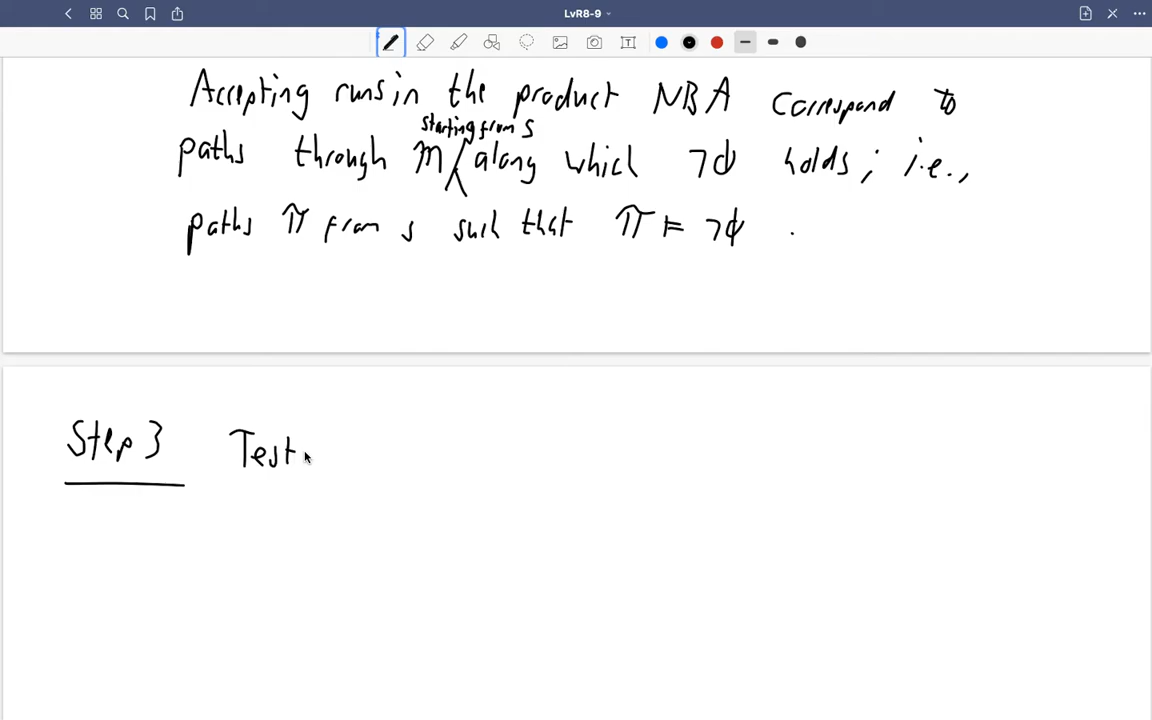 LvR8-9
Accepting runs in the product NBA correspond to
starting from s
paths through M along which ¬ϕ holds; i.e.,
paths π from s such that π ⊨ ¬ϕ .
Step 3 Test